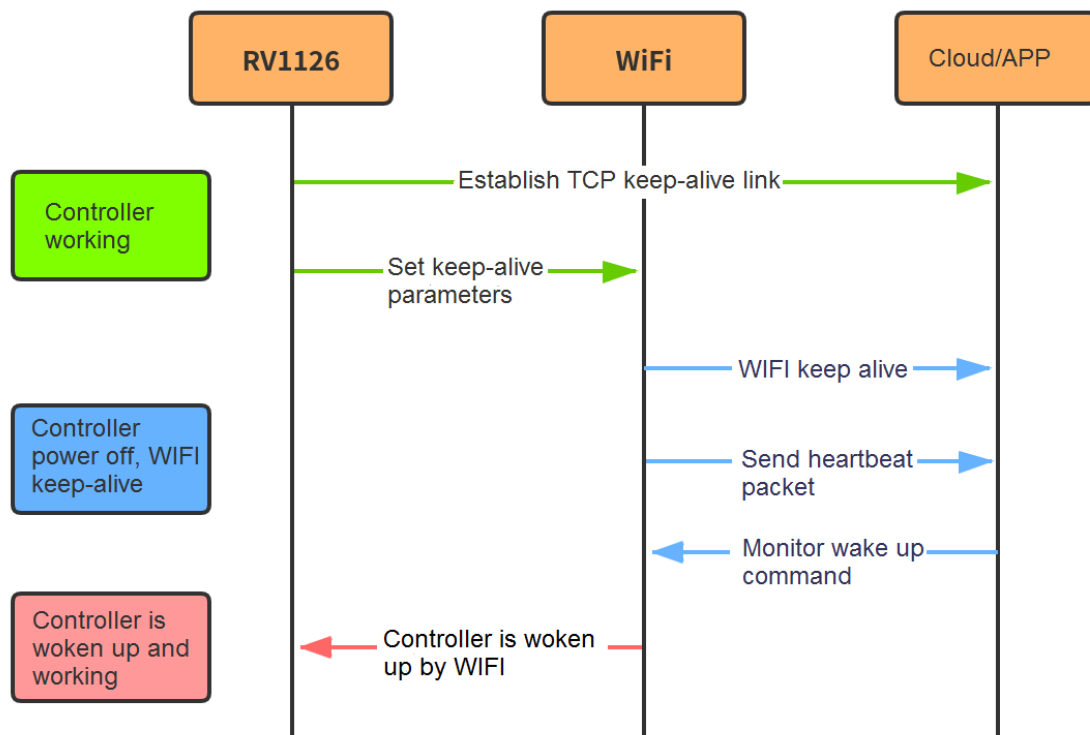 RV1126
WiFi
Cloud/APP
Establish TCP keep-alive link
Controller
working
Set keep-alive
parameters
WIFI keep alive
Controller
power off, WIFI
keep-alive
Send heartbeat
packet
Monitor wake up
command
Controller is
woken up and
working
Controller is woken
up by WIFI